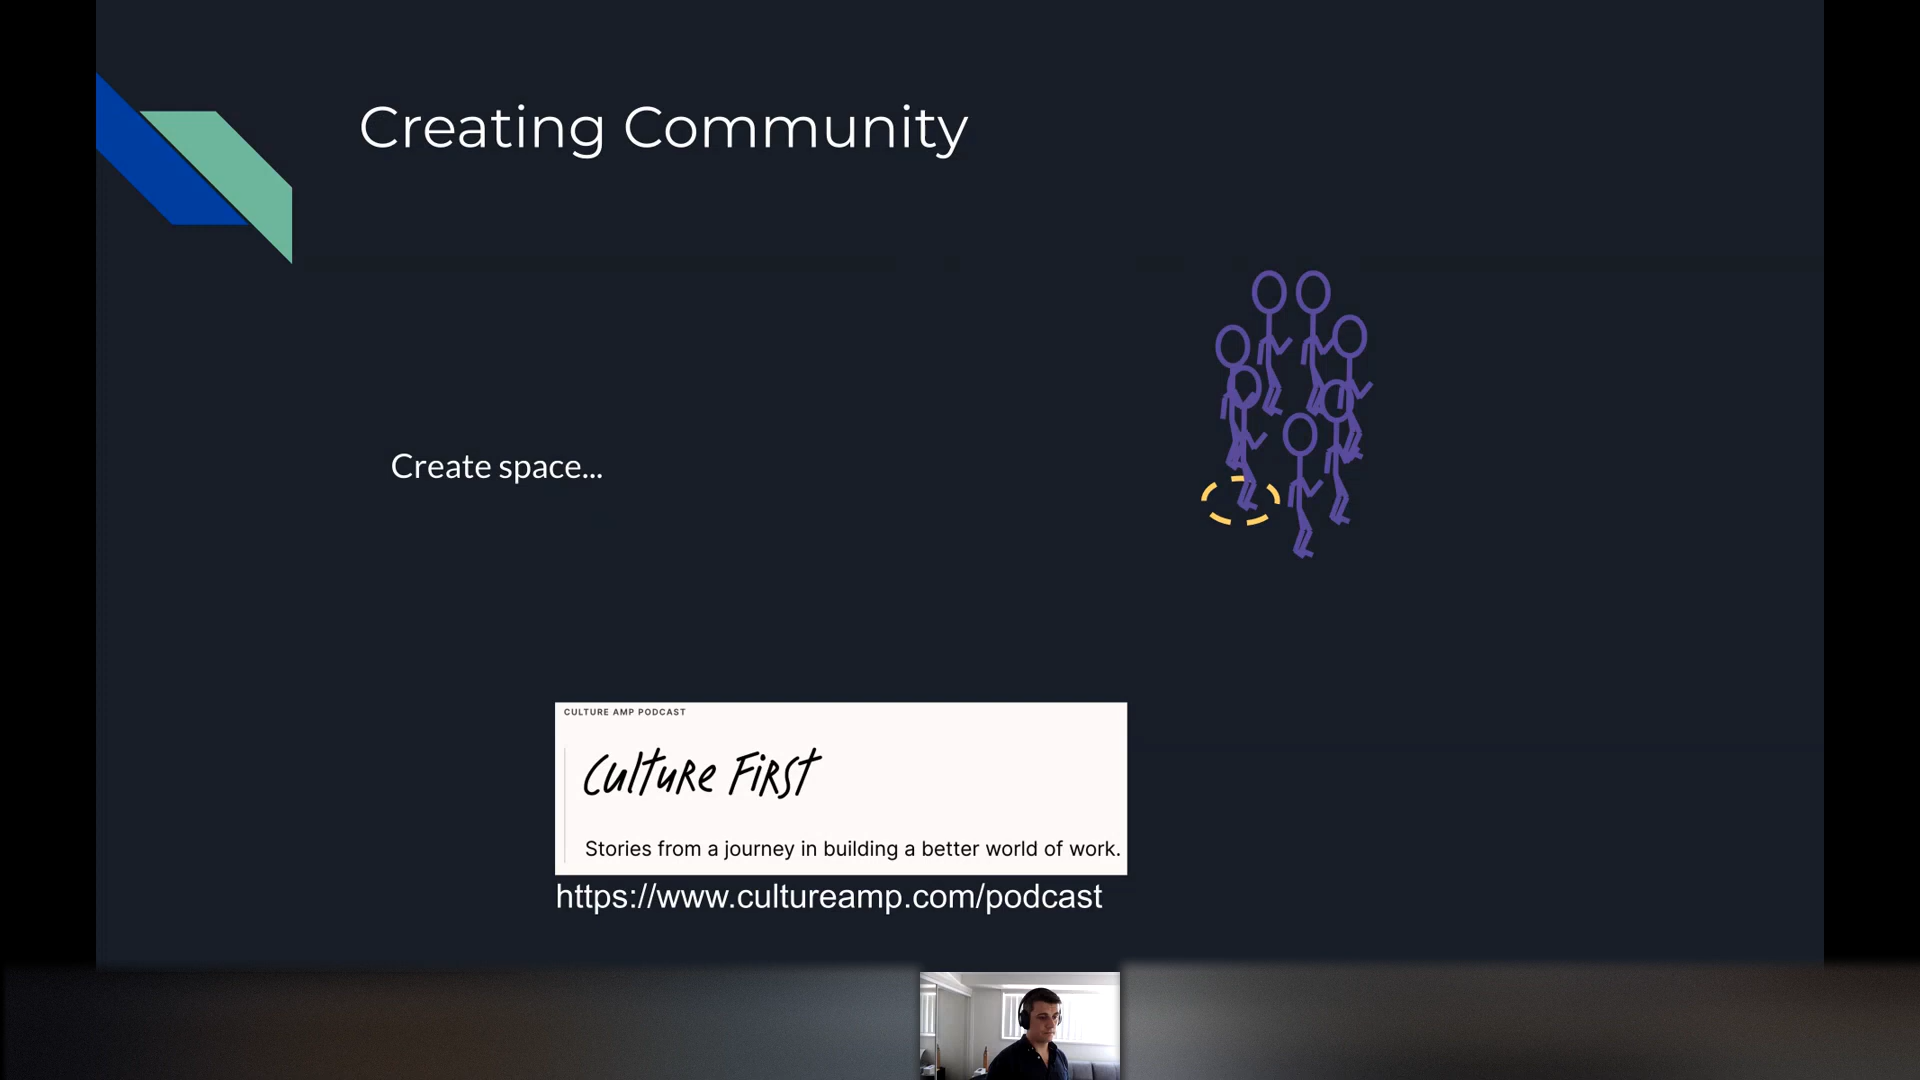 Creating Community
Create space...
CULTURE AMP PODCAST
Culture First
Stories from a journey in building a better world of work.
https://www.cultureamp.com/podcast